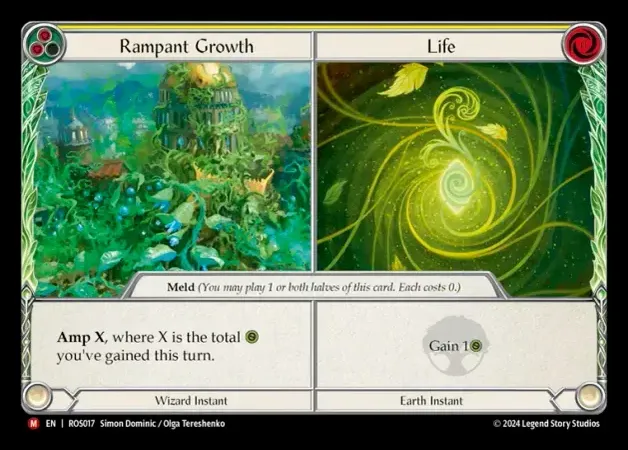 Rampant Growth
Life
Meld (You may play 1 or both halves of this card. Each costs 0.)
Amp X, where X is the total
you've gained this turn.
Gain 1
Wizard Instant
Earth Instant
M EN | ROS017 Simon Dominic / Olga Tereshenko
© 2024 Legend Story Studios